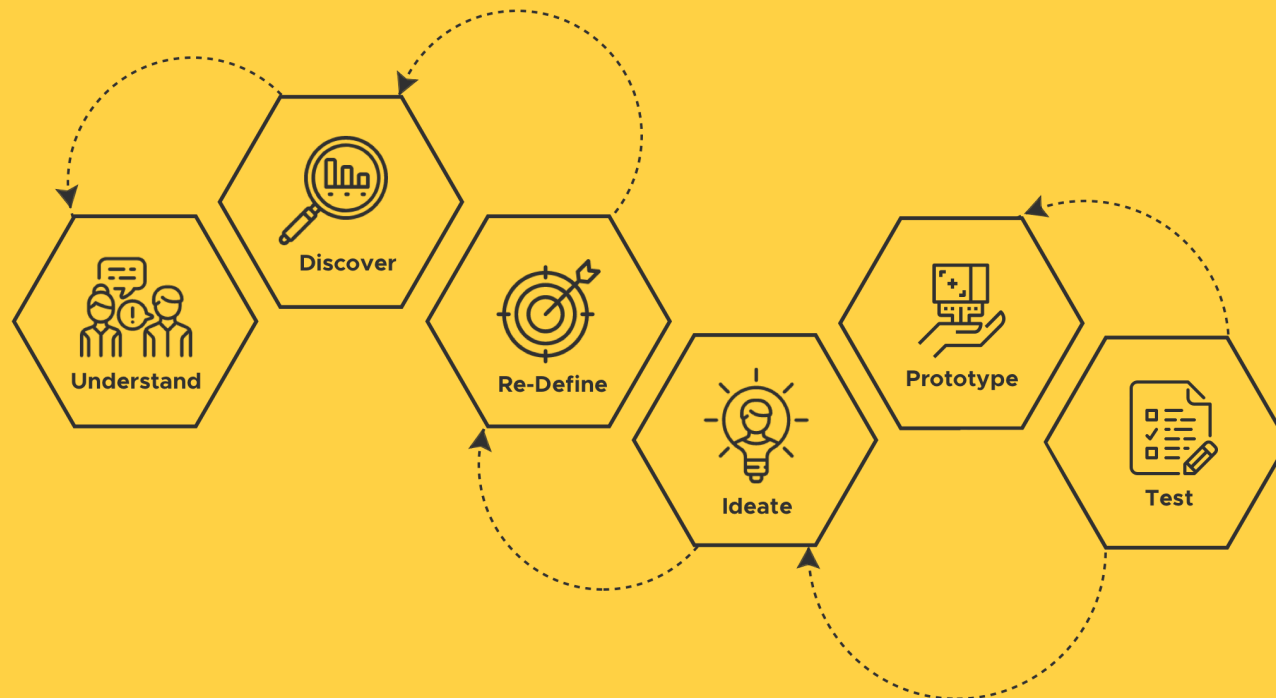 Understand
Discover
Re-Define
Ideate
Prototype
Test